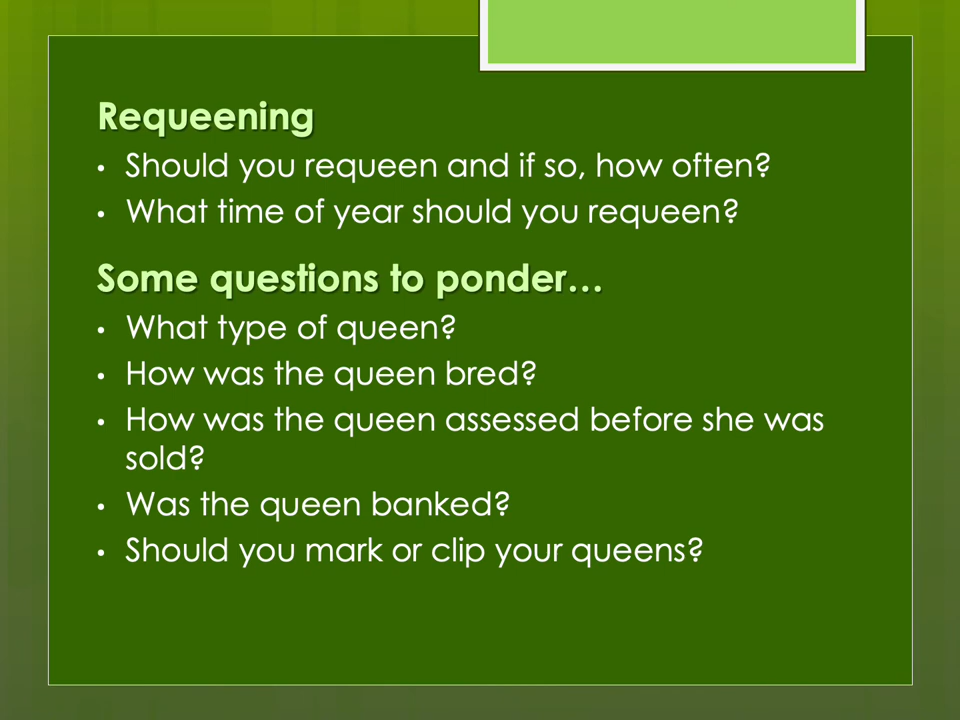 Requeening
• Should you requeen and if so, how often?
• What time of year should you requeen?
Some questions to ponder…
• What type of queen?
• How was the queen bred?
• How was the queen assessed before she was
sold?
• Was the queen banked?
• Should you mark or clip your queens?